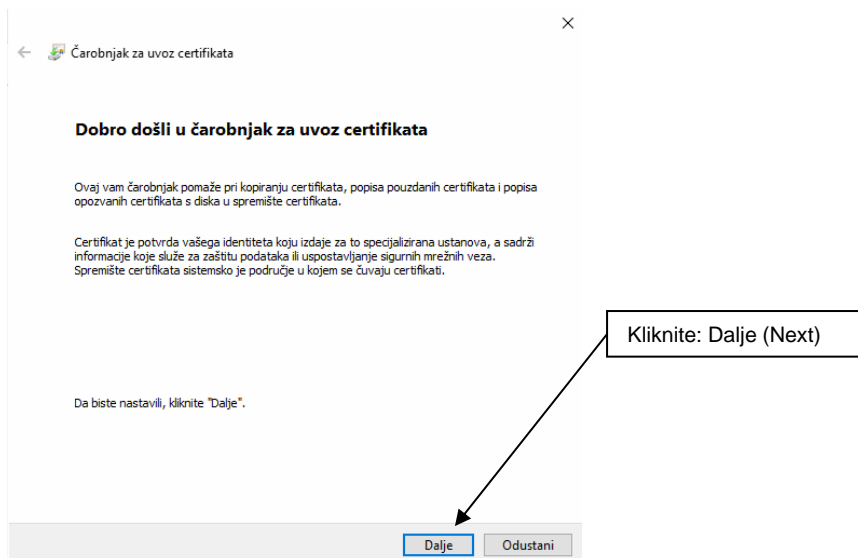 Čarobnjak za uvoz certifikata
Dobro došli u čarobnjak za uvoz certifikata
Ovaj vam čarobnjak pomaže pri kopiranju certifikata, popisa pouzdanih certifikata i popisa
opozvanih certifikata s diska u spremište certifikata.
Certifikat je potvrda vašega identiteta koju izdaje za to specijalizirana ustanova, a sadrži
informacije koje služe za zaštitu podataka ili uspostavljanje sigurnih mrežnih veza.
Spremište certifikata sistemsko je područje u kojem se čuvaju certifikati.
Kliknite: Dalje (Next)
Da biste nastavili, kliknite "Dalje".
Dalje
Odustani